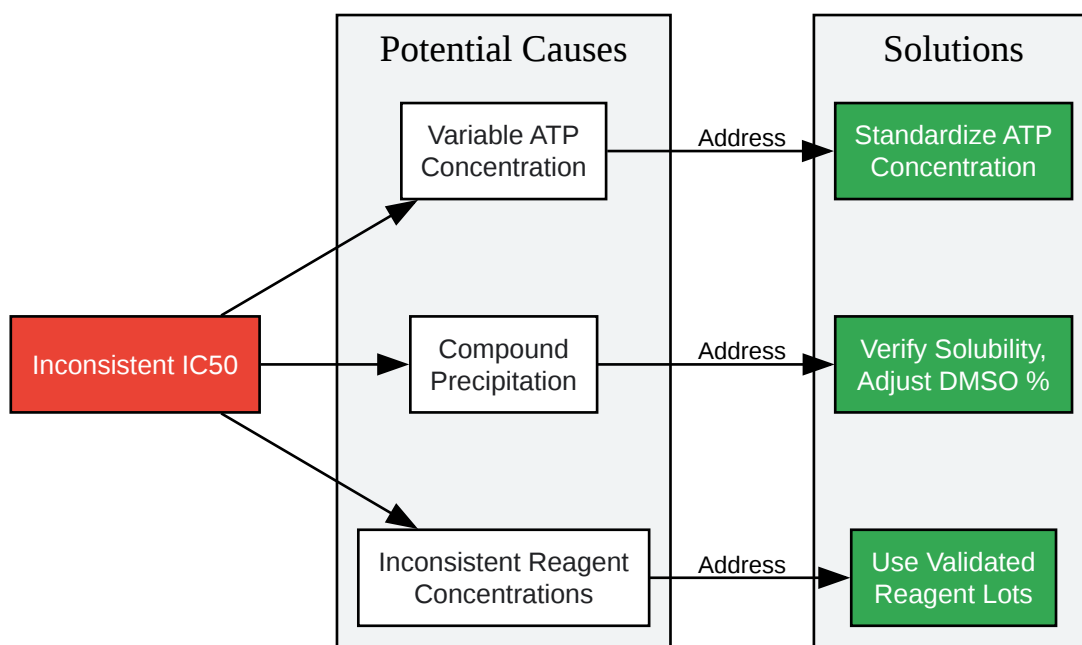 Potential Causes
Solutions
Variable ATP
Concentration
Address
Standardize ATP
Concentration
Inconsistent IC50
Compound
Precipitation
Address
Verify Solubility,
Adjust DMSO %
Inconsistent Reagent
Concentrations
Address
Use Validated
Reagent Lots